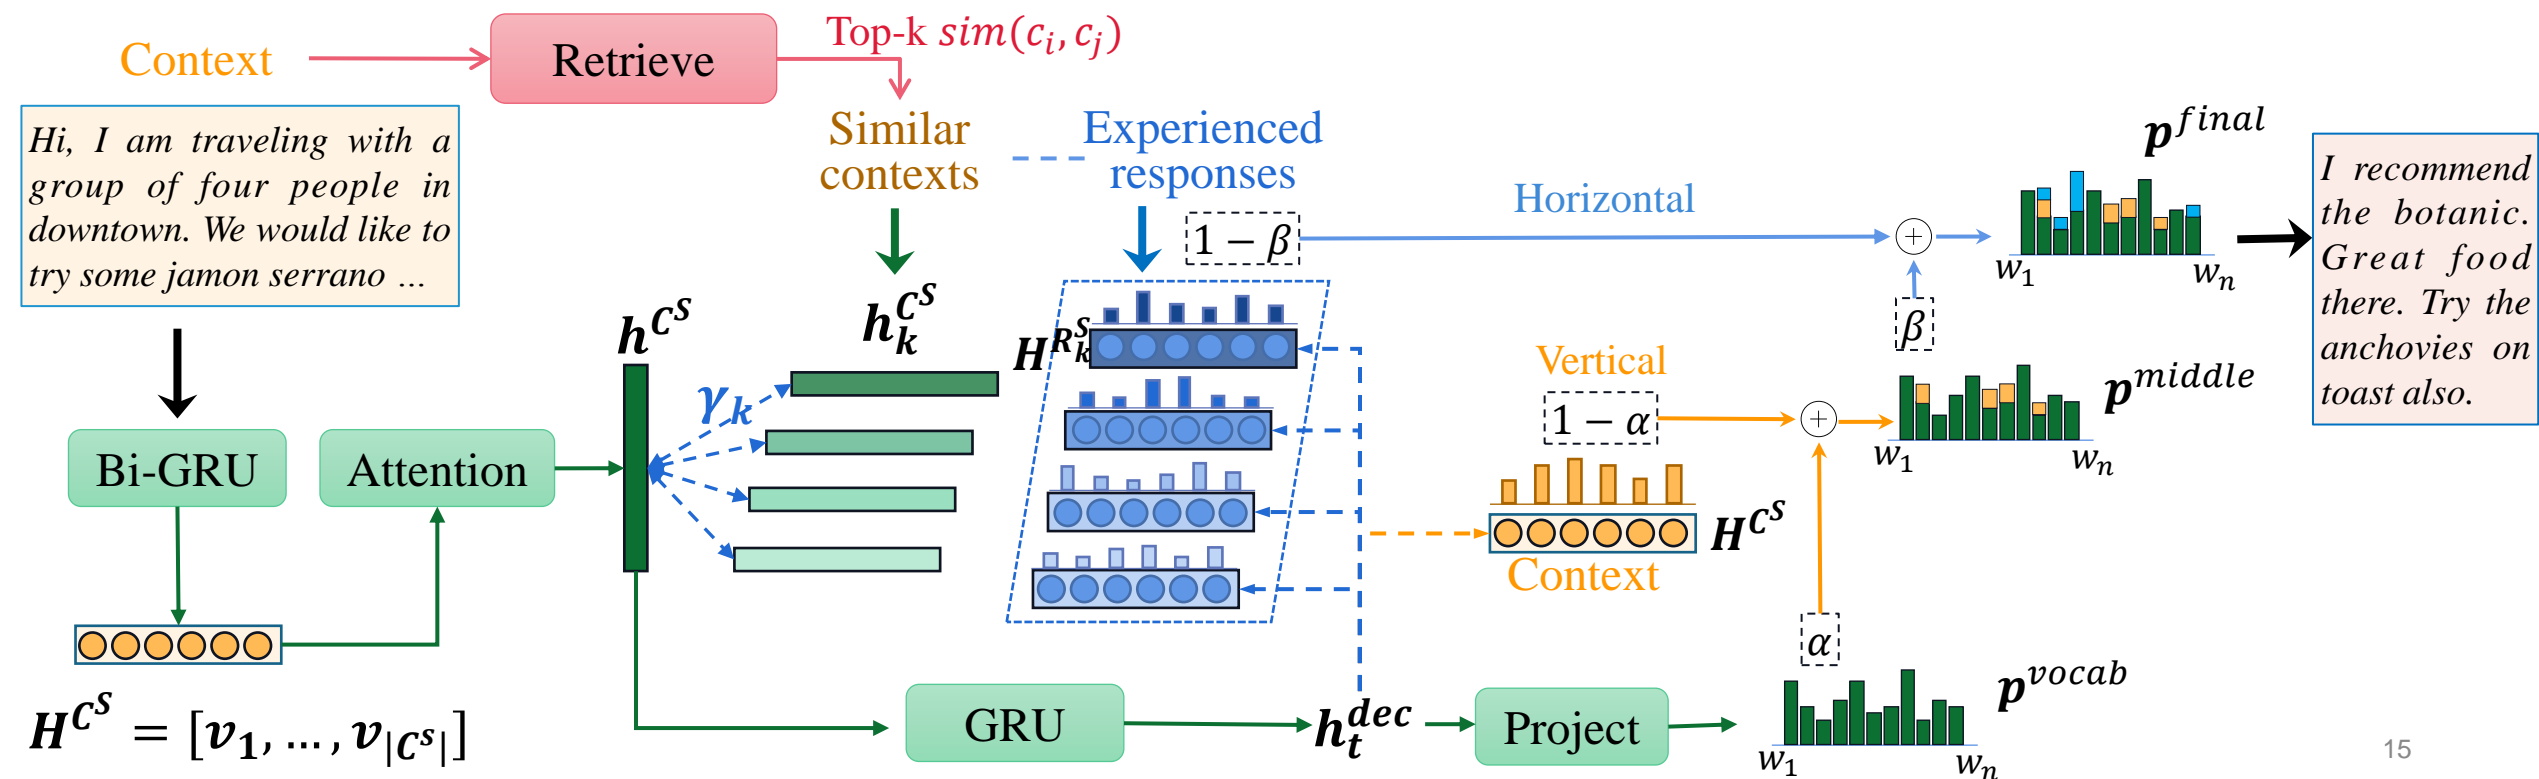 Context
Retrieve
Top-k sim(c_i, c_j)
Hi, I am traveling with a
group of four people in
downtown. We would like to
try some jamon serrano ...
Similar
contexts
Experienced
responses
Bi-GRU
Attention
H^{C^S} = [v_1, ..., v_{|C^S|}]
h^{C^S}
γ_k
h_k^{C^S}
H^{R_k^S}
1 − β
Horizontal
+
β
Vertical
1 − α
+
H^{C^S}
Context
α
GRU
h_t^{dec}
Project
p^{vocab}
w_1
w_n
p^{middle}
w_1
w_n
p^{final}
w_1
w_n
I recommend
the botanic.
Great food
there. Try the
anchovies on
toast also.
15